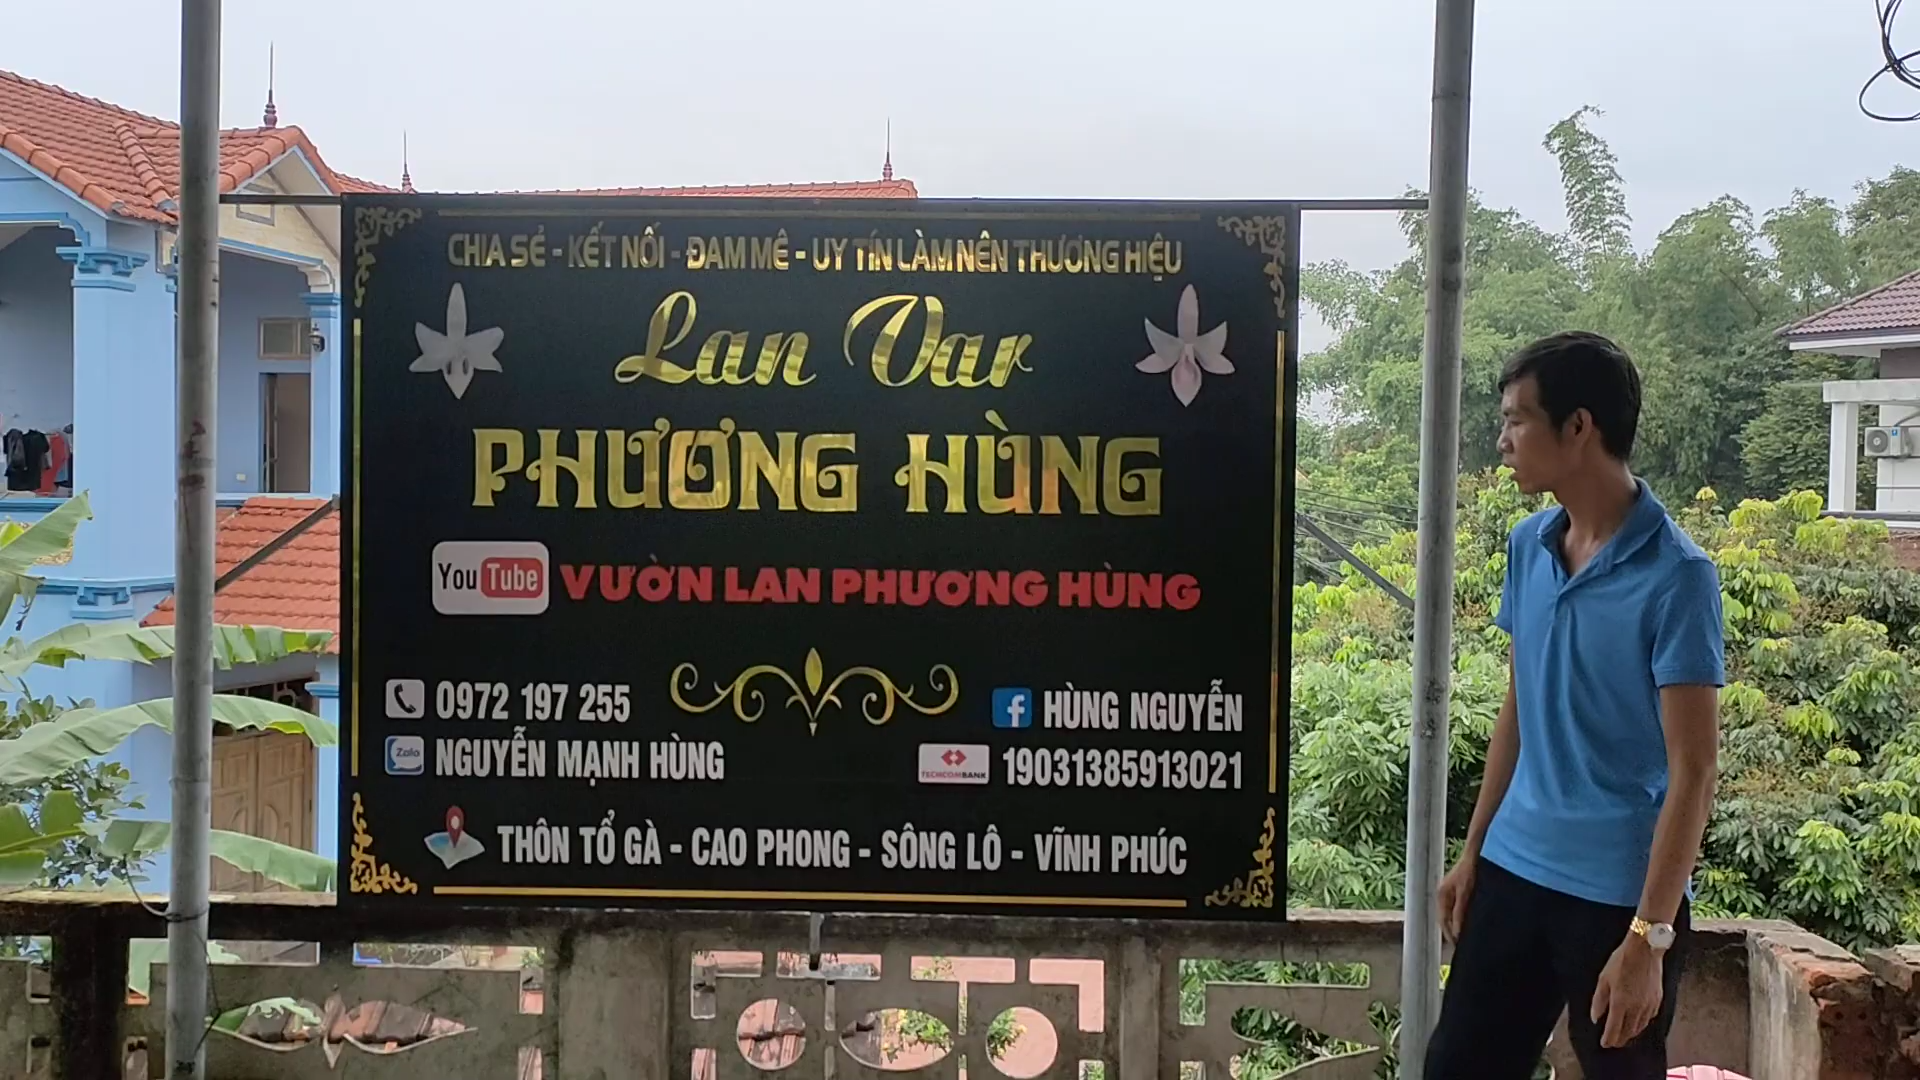 CHIA SẺ - KẾT NỐI - ĐAM MÊ - UY TÍN LÀM NÊN THƯƠNG HIỆU
Lan Var
PHƯƠNG HÙNG
YouTube VƯỜN LAN PHƯƠNG HÙNG
0972 197 255
HÙNG NGUYỄN
Zalo NGUYỄN MẠNH HÙNG
TECHCOMBANK 19031385913021
THÔN TỔ GÀ - CAO PHONG - SÔNG LÔ - VĨNH PHÚC